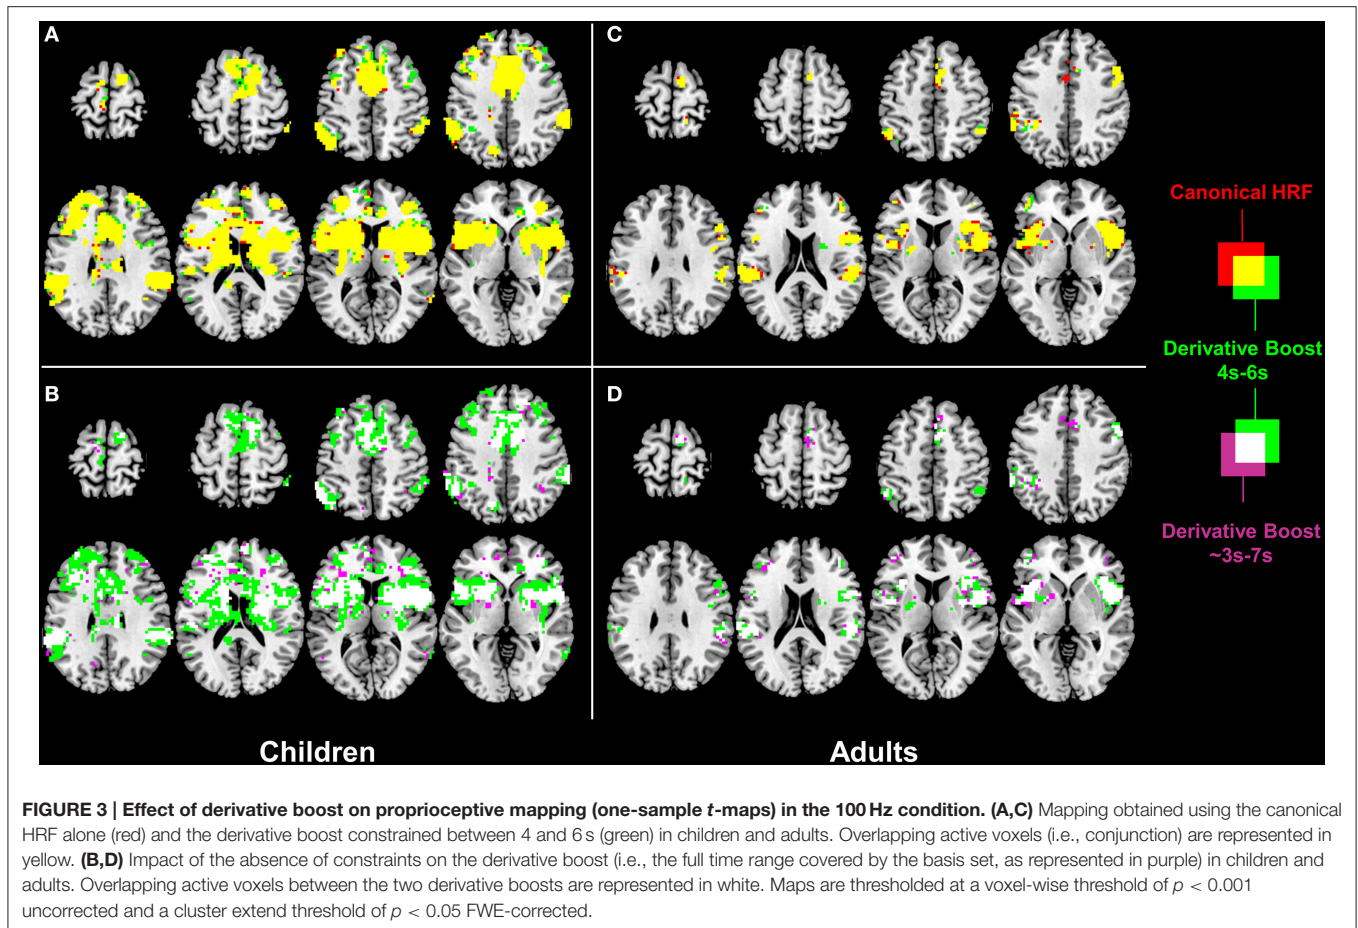 A
C
Canonical HRF
Derivative Boost
4s-6s
B
D
Derivative Boost
~3s-7s
Children
Adults
FIGURE 3 | Effect of derivative boost on proprioceptive mapping (one-sample t-maps) in the 100 Hz condition. (A,C) Mapping obtained using the canonical
HRF alone (red) and the derivative boost constrained between 4 and 6 s (green) in children and adults. Overlapping active voxels (i.e., conjunction) are represented in
yellow. (B,D) Impact of the absence of constraints on the derivative boost (i.e., the full time range covered by the basis set, as represented in purple) in children and
adults. Overlapping active voxels between the two derivative boosts are represented in white. Maps are thresholded at a voxel-wise threshold of p < 0.001
uncorrected and a cluster extend threshold of p < 0.05 FWE-corrected.